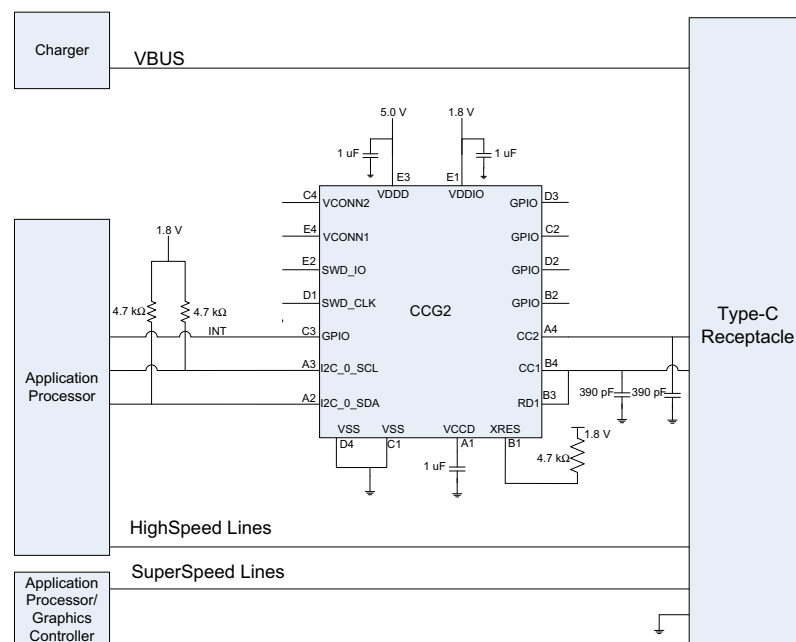 Charger
VBUS
5.0 V
1.8 V
1 uF
1 uF
E3
E1
VDDD
VDDIO
C4
VCONN2
GPIO
D3
E4
VCONN1
GPIO
C2
E2
SWD_IO
GPIO
D2
D1
SWD_CLK
GPIO
B2
CCG2
1.8 V
4.7 kΩ
4.7 kΩ
INT
C3
GPIO
CC2
A4
A3
I2C_0_SCL
CC1
B4
A2
I2C_0_SDA
RD1
B3
390 pF
390 pF
Application
Processor
Type-C
Receptacle
VSS
VSS
VCCD
XRES
D4
C1
A1
B1
1 uF
1.8 V
4.7 kΩ
HighSpeed Lines
SuperSpeed Lines
Application
Processor/
Graphics
Controller